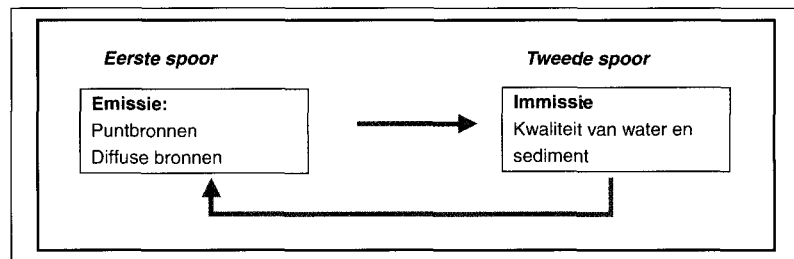 Eerste spoor
Tweede spoor
Emissie:
Puntbronnen
Diffuse bronnen
Immissie
Kwaliteit van water en
sediment